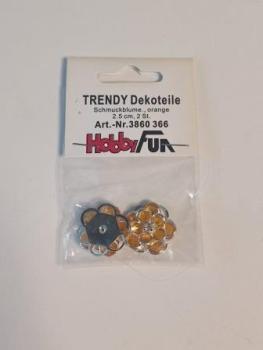 TRENDY Dekoteile
Schmuckblume., orange
2.5 cm, 2 St.
Art.-Nr.3860 366
HobbyFun